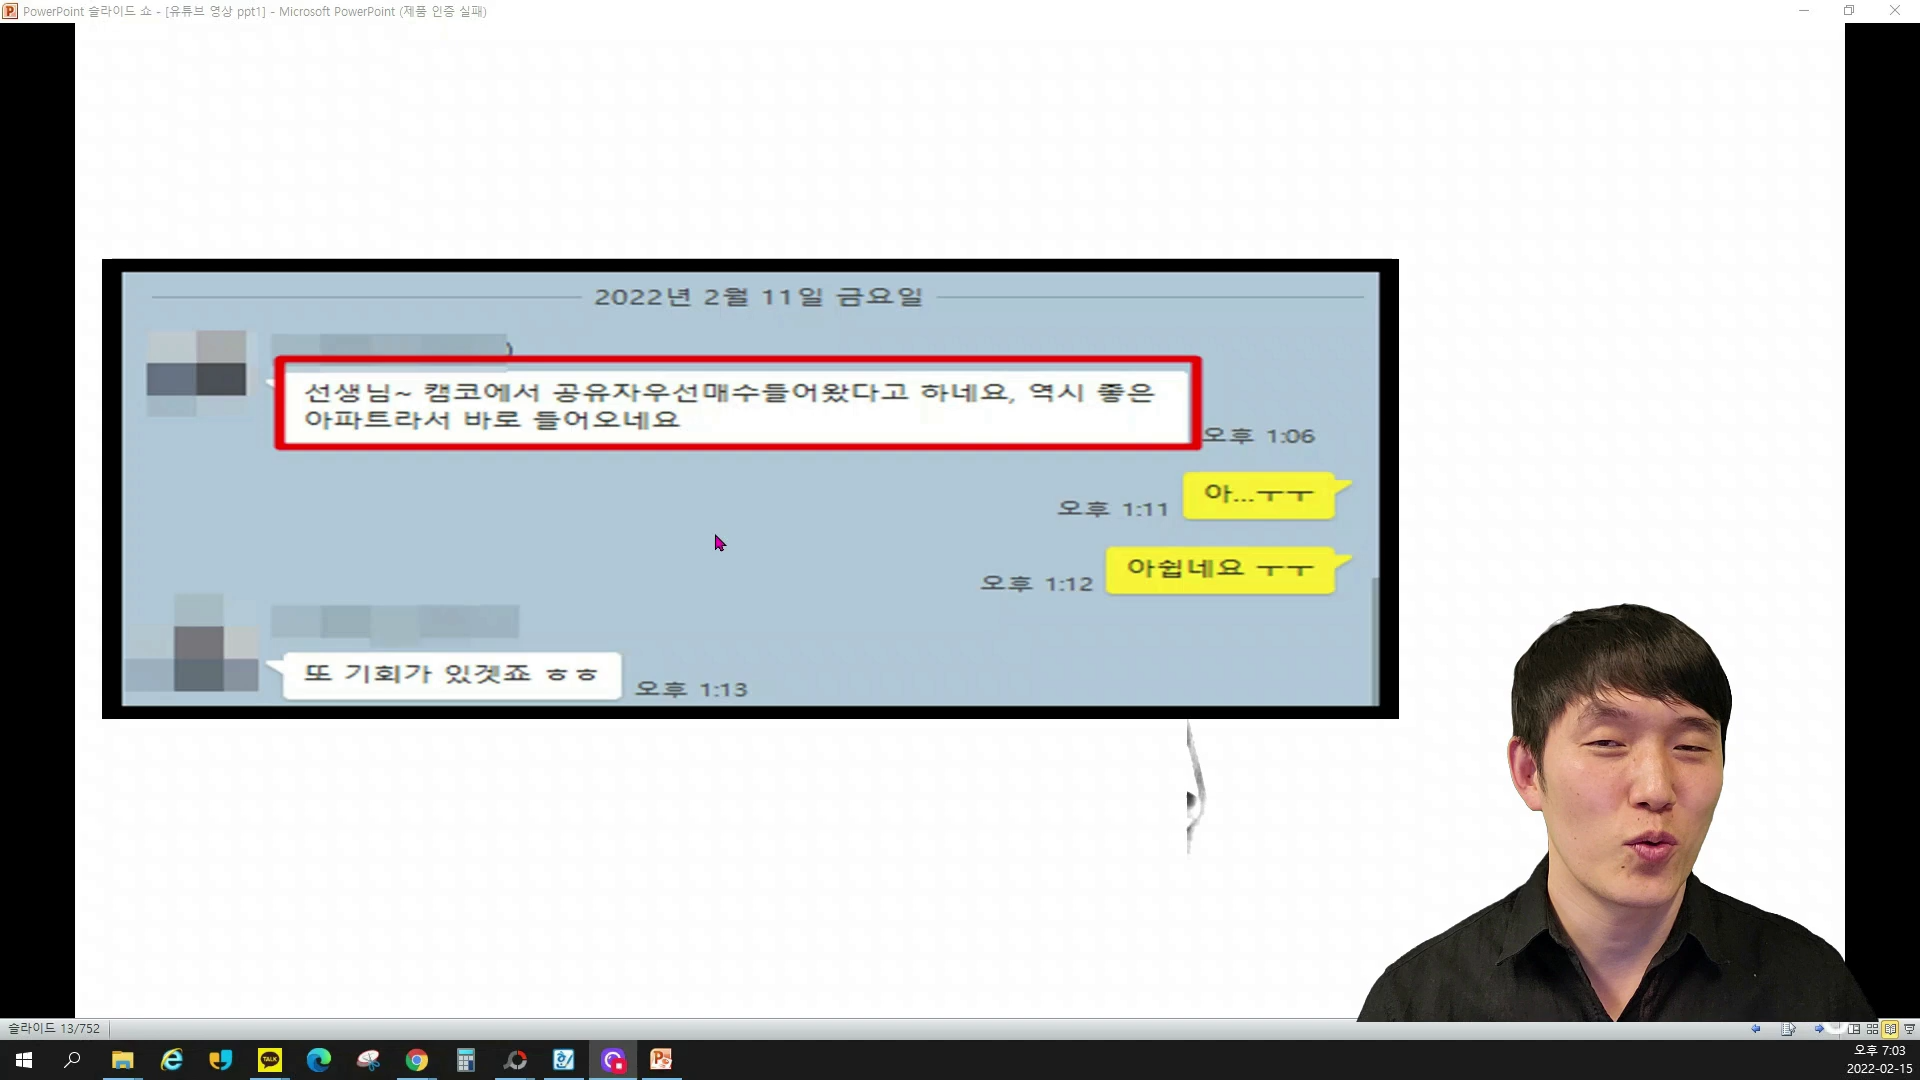 PowerPoint 슬라이드 쇼 - [유튜브 영상 ppt1] - Microsoft PowerPoint (제품 인증 실패)
2022년 2월 11일 금요일
선생님~ 캠코에서 공유자우선매수들어왔다고 하네요, 역시 좋은
아파트라서 바로 들어오네요
오후 1:06
아...ㅜㅜ
오후 1:11
아쉽네요 ㅜㅜ
오후 1:12
또 기회가 있겟죠 ㅎㅎ
오후 1:13
슬라이드 13/752
TALK
오후 7:03
2022-02-15